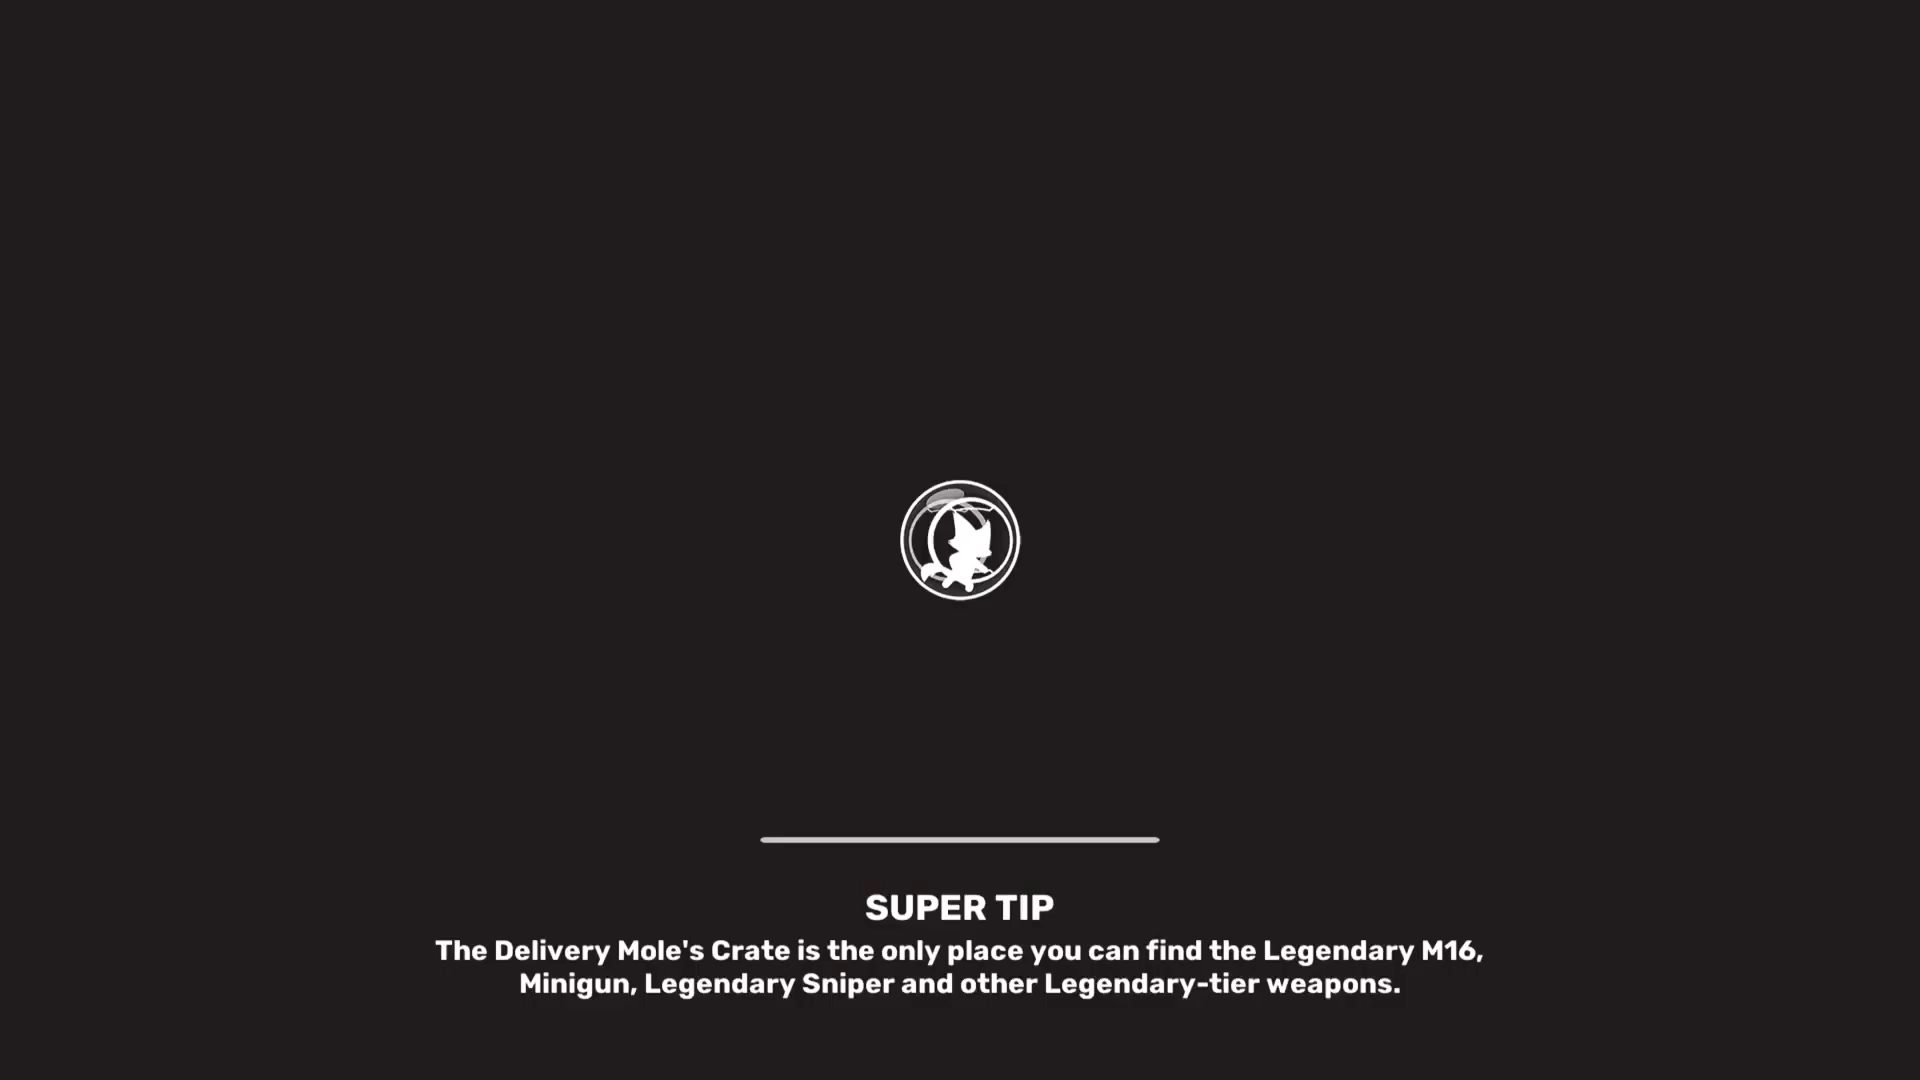 SUPER TIP
The Delivery Mole's Crate is the only place you can find the Legendary M16,
Minigun, Legendary Sniper and other Legendary-tier weapons.